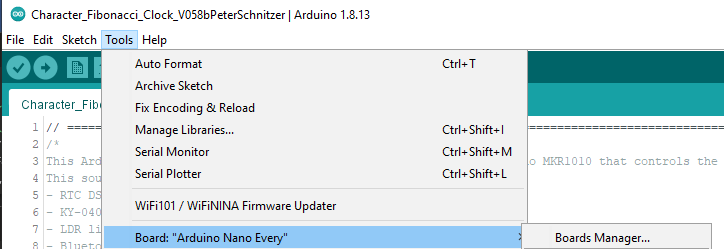 Character_Fibonacci_Clock_V058bPeterSchnitzer | Arduino 1.8.13
File Edit Sketch Tools Help
Auto Format Ctrl+T
Archive Sketch
Character_Fib Fix Encoding & Reload
1 // Manage Libraries... Ctrl+Shift+I
2 /* Serial Monitor Ctrl+Shift+M
3 This Ard Serial Plotter Ctrl+Shift+L MKR1010 that controls the
4 This sou
5 - RTC DS WiFi101 / WiFiNINA Firmware Updater
6 - KY-040
7 - LDR li Board: "Arduino Nano Every" Boards Manager...
8 - Bluetoo